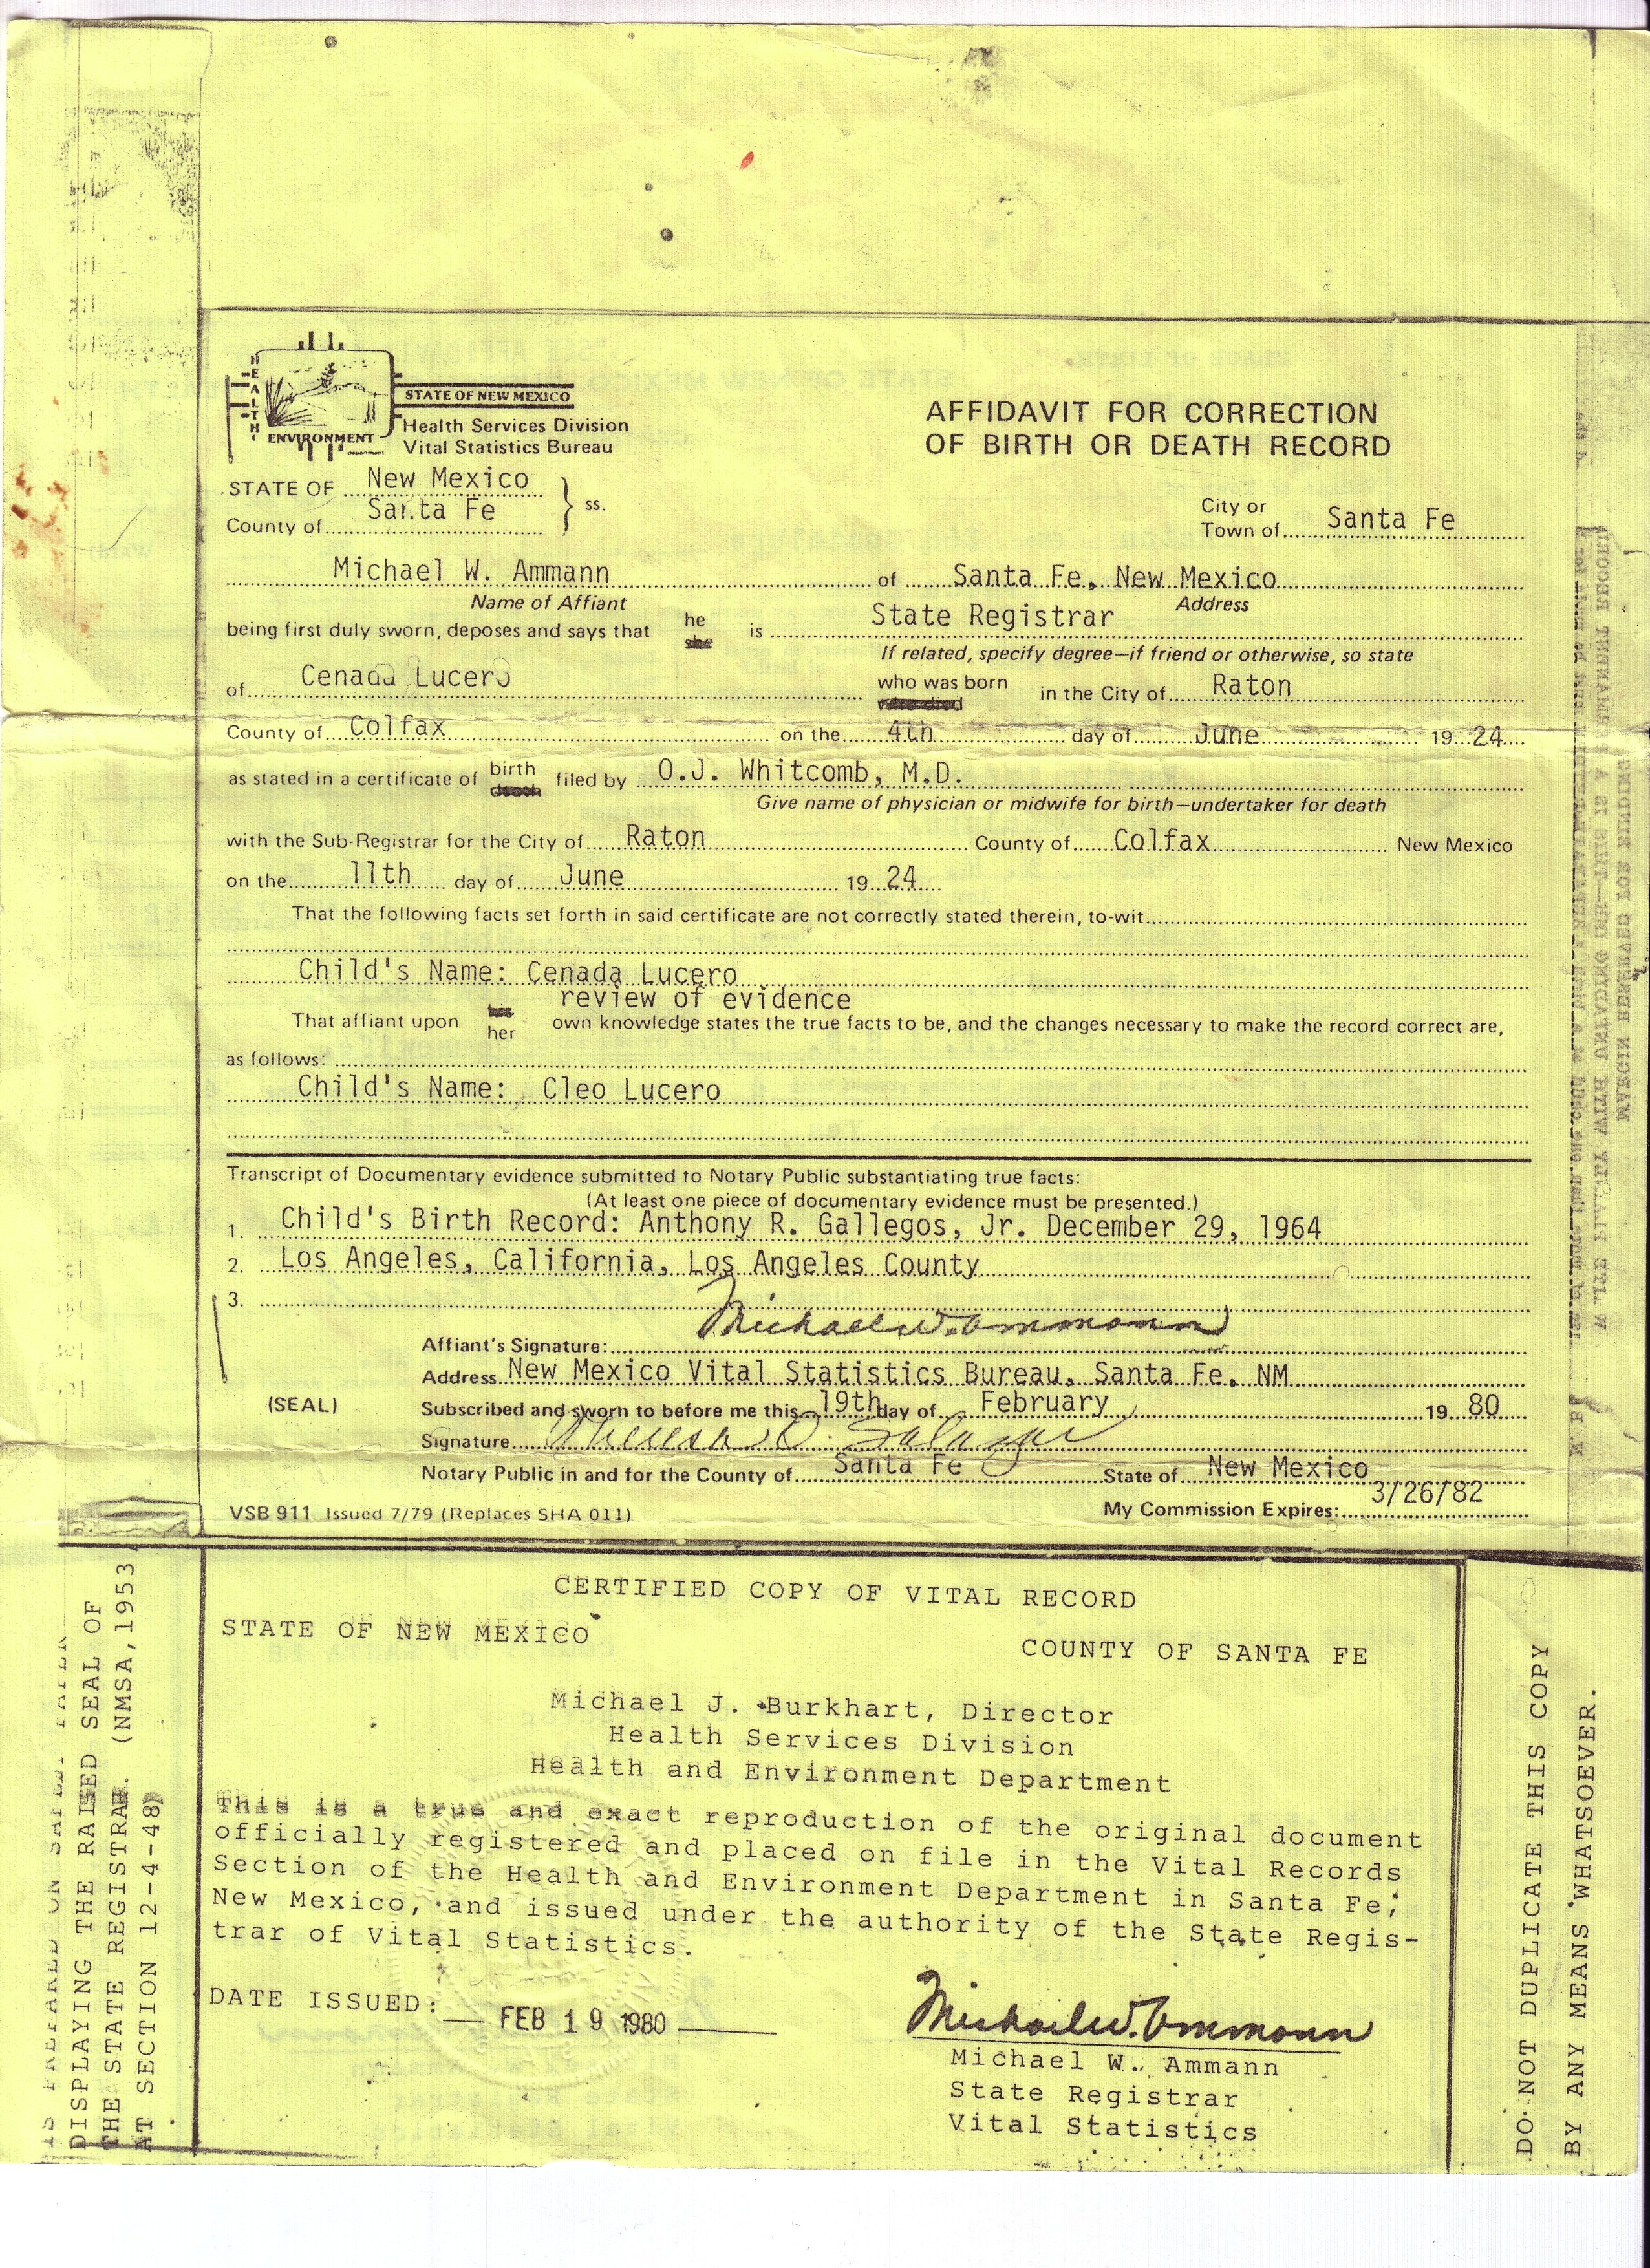 HEALTH
ENVIRONMENT
STATE OF NEW MEXICO
Health Services Division
Vital Statistics Bureau
AFFIDAVIT FOR CORRECTION
OF BIRTH OR DEATH RECORD
STATE OF New Mexico
County of Santa Fe } ss.
City or
Town of Santa Fe
Michael W. Ammann of Santa Fe, New Mexico
Name of Affiant Address
being first duly sworn, deposes and says that he she is State Registrar
If related, specify degree—if friend or otherwise, so state
of Cenada Lucero who was born who died in the City of Raton
County of Colfax on the 4th day of June 19 24
as stated in a certificate of birth death filed by O.J. Whitcomb, M.D.
Give name of physician or midwife for birth—undertaker for death
with the Sub-Registrar for the City of Raton County of Colfax New Mexico
on the 11th day of June 19 24
That the following facts set forth in said certificate are not correctly stated therein, to-wit
Child's Name: Cenada Lucero
review of evidence
That affiant upon his her own knowledge states the true facts to be, and the changes necessary to make the record correct are,
as follows:
Child's Name: Cleo Lucero
Transcript of Documentary evidence submitted to Notary Public substantiating true facts:
(At least one piece of documentary evidence must be presented.)
1. Child's Birth Record: Anthony R. Gallegos, Jr. December 29, 1964
2. Los Angeles, California, Los Angeles County
3.
Affiant's Signature: Michael W. Ammann
Address New Mexico Vital Statistics Bureau, Santa Fe, NM
(SEAL) Subscribed and sworn to before me this 19th day of February 19 80
Signature Theresa D. Salazar
Notary Public in and for the County of Santa Fe State of New Mexico
VSB 911 Issued 7/79 (Replaces SHA 011) My Commission Expires: 3/26/82
CERTIFIED COPY OF VITAL RECORD
STATE OF NEW MEXICO COUNTY OF SANTA FE
Michael J. Burkhart, Director
Health Services Division
Health and Environment Department
This is a true and exact reproduction of the original document
officially registered and placed on file in the Vital Records
Section of the Health and Environment Department in Santa Fe,
New Mexico, and issued under the authority of the State Regis-
trar of Vital Statistics.
DATE ISSUED: FEB 19 1980
Michael W. Ammann
Michael W. Ammann
State Registrar
Vital Statistics
DISPLAYING THE RAISED SEAL OF
THE STATE REGISTRAR. (NMSA,1953
AT SECTION 12-4-48)
DO NOT DUPLICATE THIS COPY
BY ANY MEANS WHATSOEVER.
MARGIN RESERVED FOR BINDING